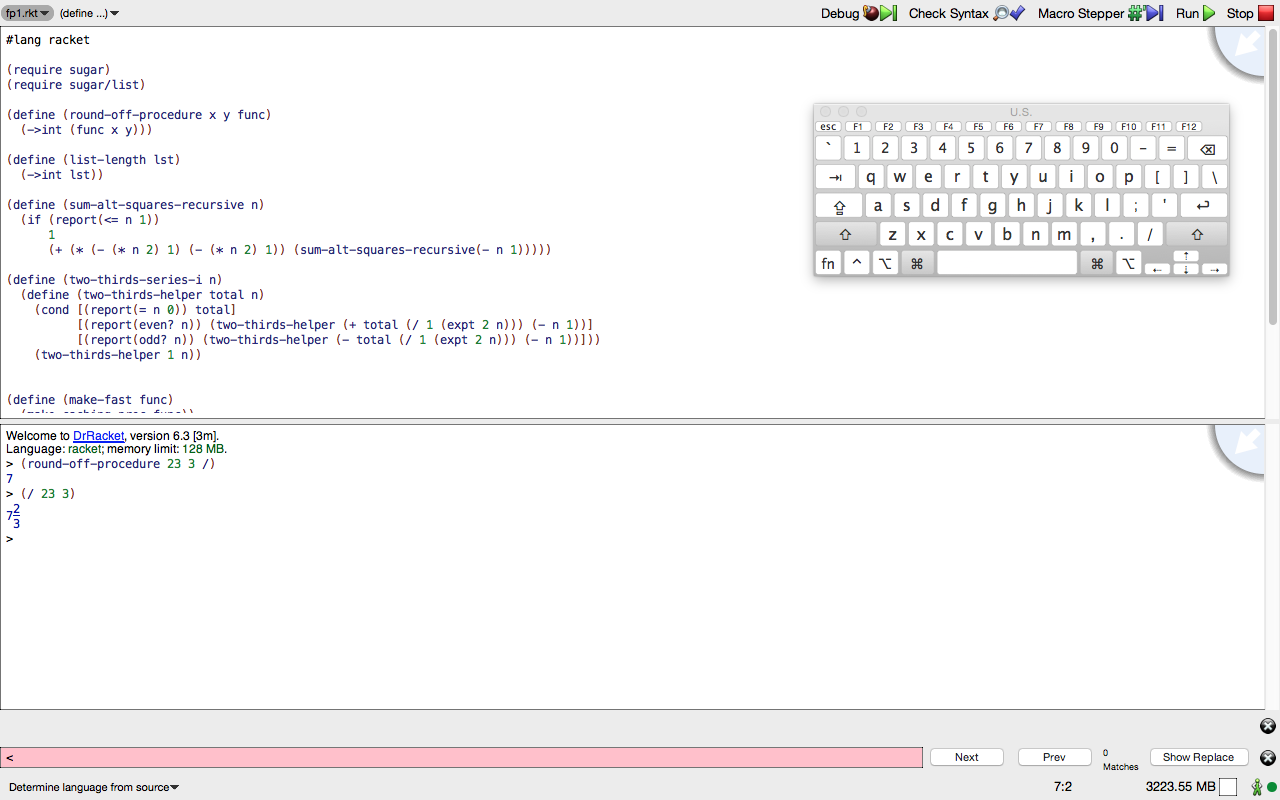 fp1.rkt (define ...) Debug Check Syntax Macro Stepper Run Stop
#lang racket
(require sugar)
(require sugar/list)
(define (round-off-procedure x y func)
(->int (func x y)))
(define (list-length lst)
(->int lst))
(define (sum-alt-squares-recursive n)
(if (report(<= n 1))
1
(+ (* (- (* n 2) 1) (- (* n 2) 1)) (sum-alt-squares-recursive(- n 1)))))
(define (two-thirds-series-i n)
(define (two-thirds-helper total n)
(cond [(report(= n 0)) total]
[(report(even? n)) (two-thirds-helper (+ total (/ 1 (expt 2 n))) (- n 1))]
[(report(odd? n)) (two-thirds-helper (- total (/ 1 (expt 2 n))) (- n 1))]))
(two-thirds-helper 1 n))
(define (make-fast func)
(make-caching-proc func))
U.S.
esc F1 F2 F3 F4 F5 F6 F7 F8 F9 F10 F11 F12
` 1 2 3 4 5 6 7 8 9 0 - = ⌫
⇥ q w e r t y u i o p [ ] \
⇪ a s d f g h j k l ; ' ↩
⇧ z x c v b n m , . / ⇧
fn ^ ⌥ ⌘ ⌘ ⌥ ← ↑ ↓ →
Welcome to DrRacket, version 6.3 [3m].
Language: racket; memory limit: 128 MB.
> (round-off-procedure 23 3 /)
7
> (/ 23 3)
7 2/3
>
< Next Prev 0 Matches Show Replace
Determine language from source 7:2 3223.55 MB